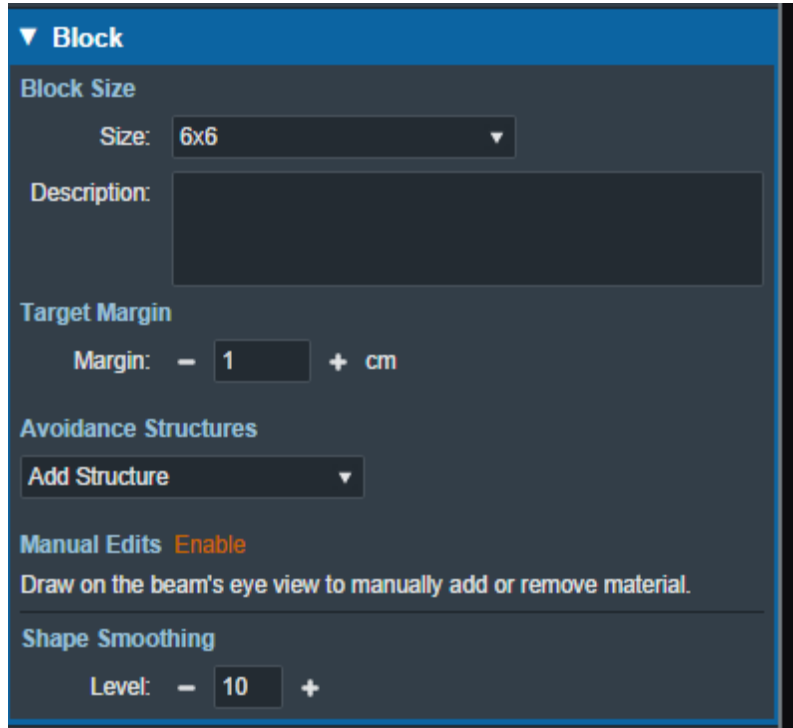 ▼ Block
Block Size
Size: 6x6
Description:
Target Margin
Margin: − 1 + cm
Avoidance Structures
Add Structure
Manual Edits Enable
Draw on the beam's eye view to manually add or remove material.
Shape Smoothing
Level: − 10 +